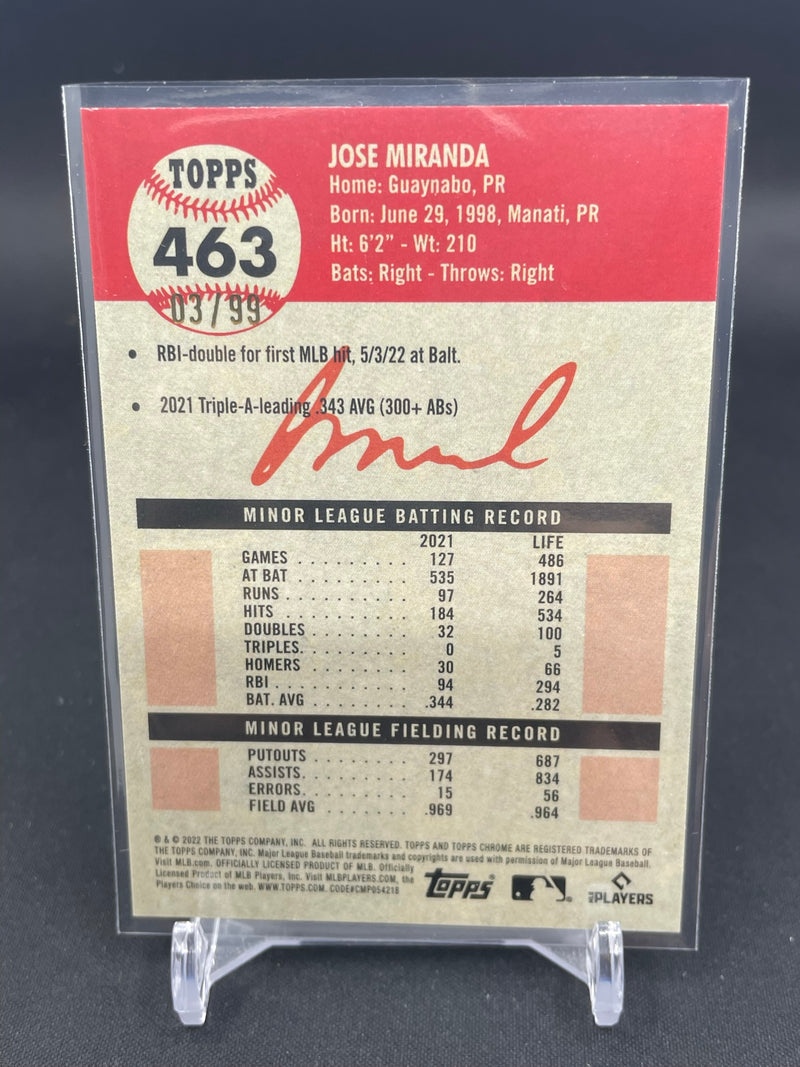 TOPPS
463
03/99
JOSE MIRANDA
Home: Guaynabo, PR
Born: June 29, 1998, Manati, PR
Ht: 6'2" - Wt: 210
Bats: Right - Throws: Right
• RBI-double for first MLB hit, 5/3/22 at Balt.
• 2021 Triple-A-leading .343 AVG (300+ ABs)
MINOR LEAGUE BATTING RECORD
2021 LIFE
GAMES . . . . . . . . . 127 486
AT BAT . . . . . . . . . 535 1891
RUNS . . . . . . . . . 97 264
HITS . . . . . . . . . 184 534
DOUBLES . . . . . . . . 32 100
TRIPLES. . . . . . . . . 0 5
HOMERS . . . . . . . . 30 66
RBI . . . . . . . . . . . 94 294
BAT. AVG . . . . . . . . .344 .282
MINOR LEAGUE FIELDING RECORD
PUTOUTS . . . . . . . . 297 687
ASSISTS. . . . . . . . . 174 834
ERRORS. . . . . . . . . 15 56
FIELD AVG . . . . . . . .969 .964
® & © 2022 THE TOPPS COMPANY, INC. ALL RIGHTS RESERVED. TOPPS AND TOPPS CHROME ARE REGISTERED TRADEMARKS OF
THE TOPPS COMPANY, INC. Major League Baseball trademarks and copyrights are used with permission of Major League Baseball.
Visit MLB.com. OFFICIALLY LICENSED PRODUCT OF MLB. Officially
Licensed Product of MLB Players, Inc. Visit MLBPLAYERS.COM, the
Players Choice on the web. WWW.TOPPS.COM. CODE#CMP054218
Topps®
MLB PLAYERS